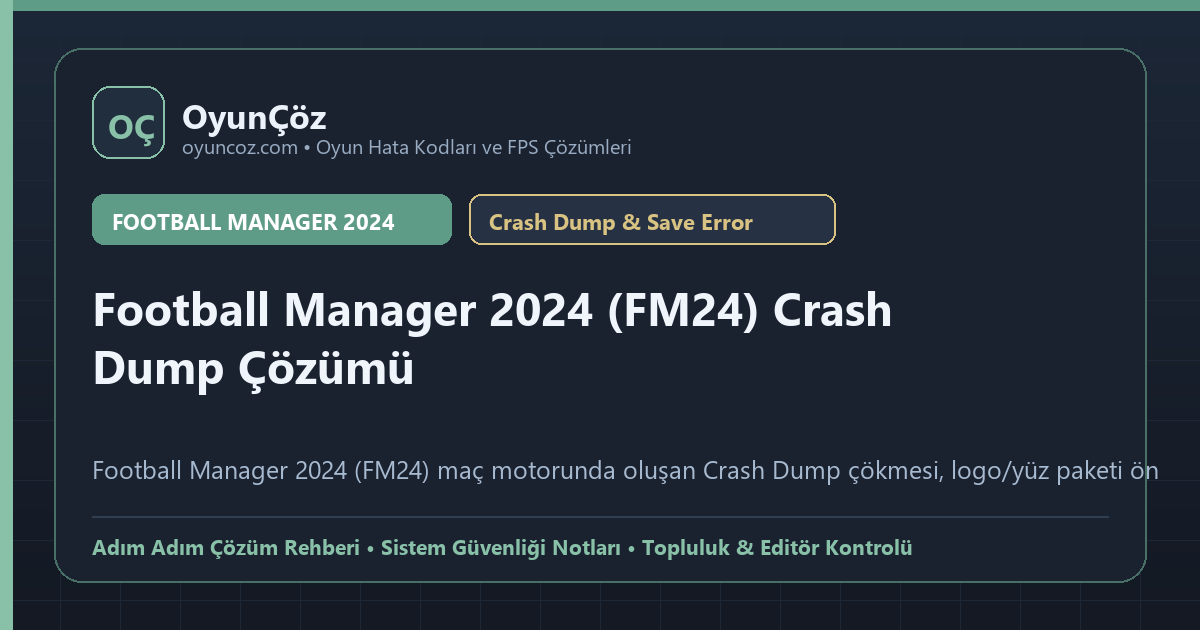 OÇ
OyunÇöz
oyuncoz.com • Oyun Hata Kodları ve FPS Çözümleri
FOOTBALL MANAGER 2024
Crash Dump & Save Error
Football Manager 2024 (FM24) Crash
Dump Çözümü
Football Manager 2024 (FM24) maç motorunda oluşan Crash Dump çökmesi, logo/yüz paketi ön
Adım Adım Çözüm Rehberi • Sistem Güvenliği Notları • Topluluk & Editör Kontrolü